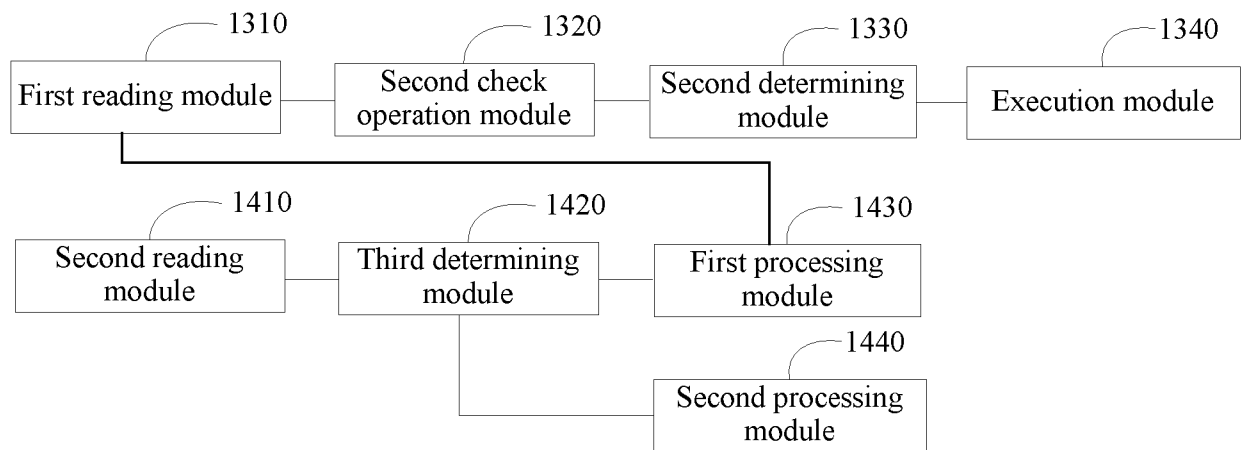 1310
1320
1330
1340
First reading module
Second check
operation module
Second determining
module
Execution module
1410
1420
1430
Second reading
module
Third determining
module
First processing
module
1440
Second processing
module